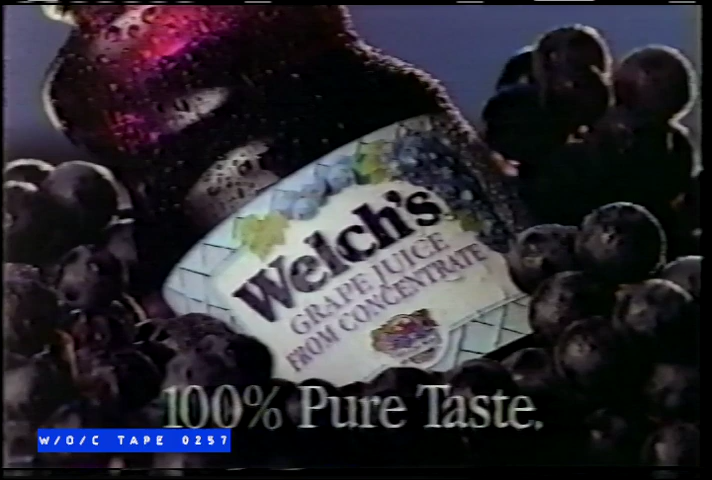 Welch's
GRAPE JUICE
FROM CONCENTRATE
100% Pure Taste.
W/O/C TAPE 0257